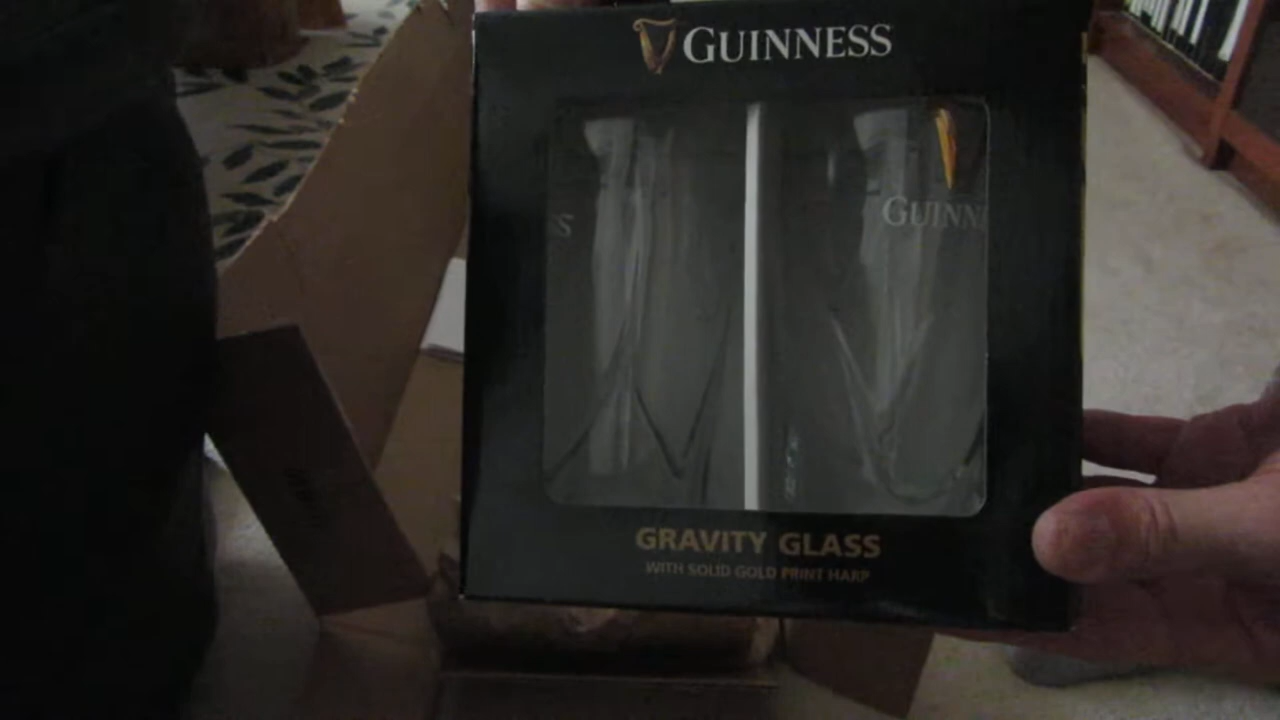 GUINNESS
S
GUINN
GRAVITY GLASS
WITH SOLID GOLD PRINT HARP